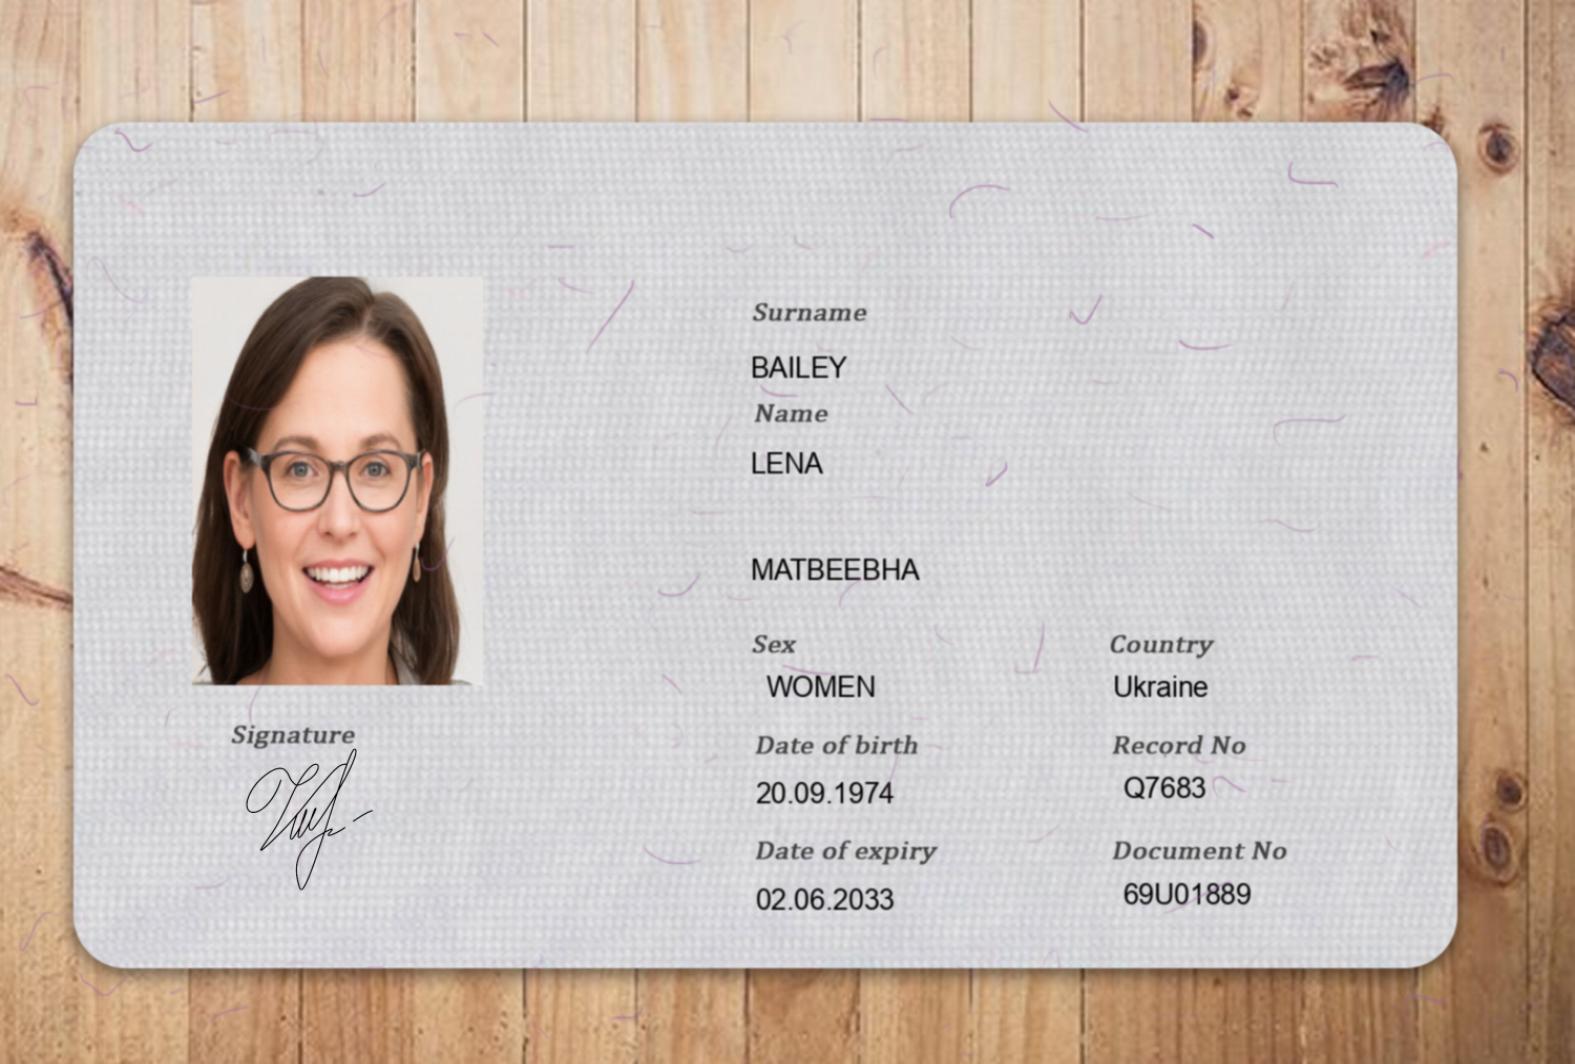 Surname
BAILEY
Name
LENA
MATBEEBHA
Sex
Country
WOMEN
Ukraine
Date of birth
Record No
20.09.1974
Q7683
Date of expiry
Document No
02.06.2033
69U01889
Signature